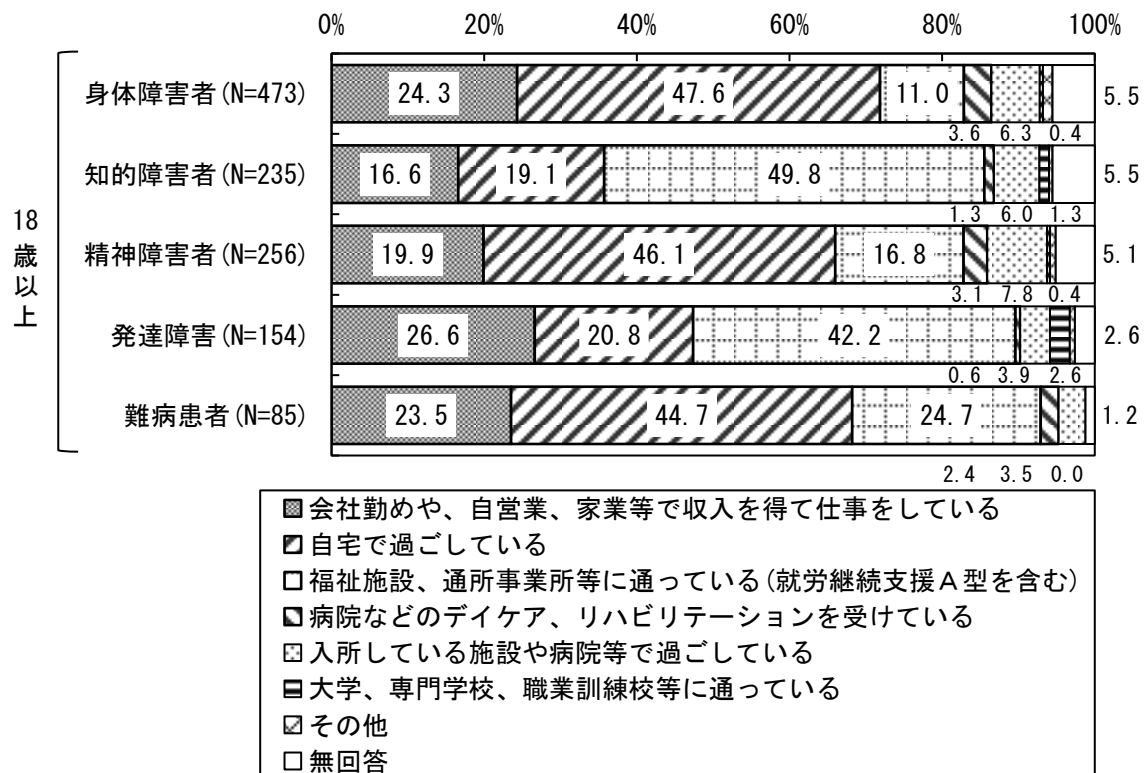 0% 20% 40% 60% 80% 100%
18歳以上
身体障害者(N=473) 24.3 47.6 11.0 5.5
3.6 6.3 0.4
知的障害者(N=235) 16.6 19.1 49.8 5.5
1.3 6.0 1.3
精神障害者(N=256) 19.9 46.1 16.8 5.1
3.1 7.8 0.4
発達障害(N=154) 26.6 20.8 42.2 2.6
0.6 3.9 2.6
難病患者(N=85) 23.5 44.7 24.7 1.2
2.4 3.5 0.0
会社勤めや、自営業、家業等で収入を得て仕事をしている
自宅で過ごしている
福祉施設、通所事業所等に通っている(就労継続支援A型を含む)
病院などのデイケア、リハビリテーションを受けている
入所している施設や病院等で過ごしている
大学、専門学校、職業訓練校等に通っている
その他
無回答